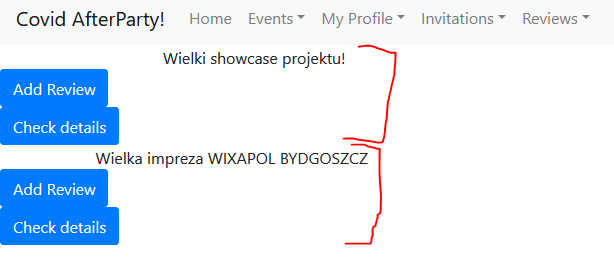 Covid AfterParty! Home Events My Profile Invitations Reviews
Wielki showcase projektu!
Add Review
Check details
Wielka impreza WIXAPOL BYDGOSZCZ
Add Review
Check details